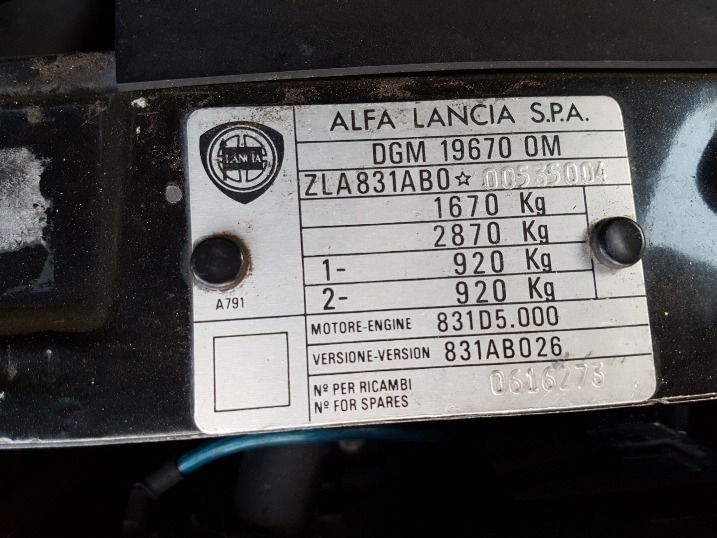 LANCIA
ALFA LANCIA S.P.A.
DGM 19670 OM
ZLA831AB0☆ 00535004
1670 Kg
2870 Kg
1- 920 Kg
2- 920 Kg
A791
MOTORE-ENGINE 831D5.000
VERSIONE-VERSION 831AB026
Nº PER RICAMBI
Nº FOR SPARES
0616273